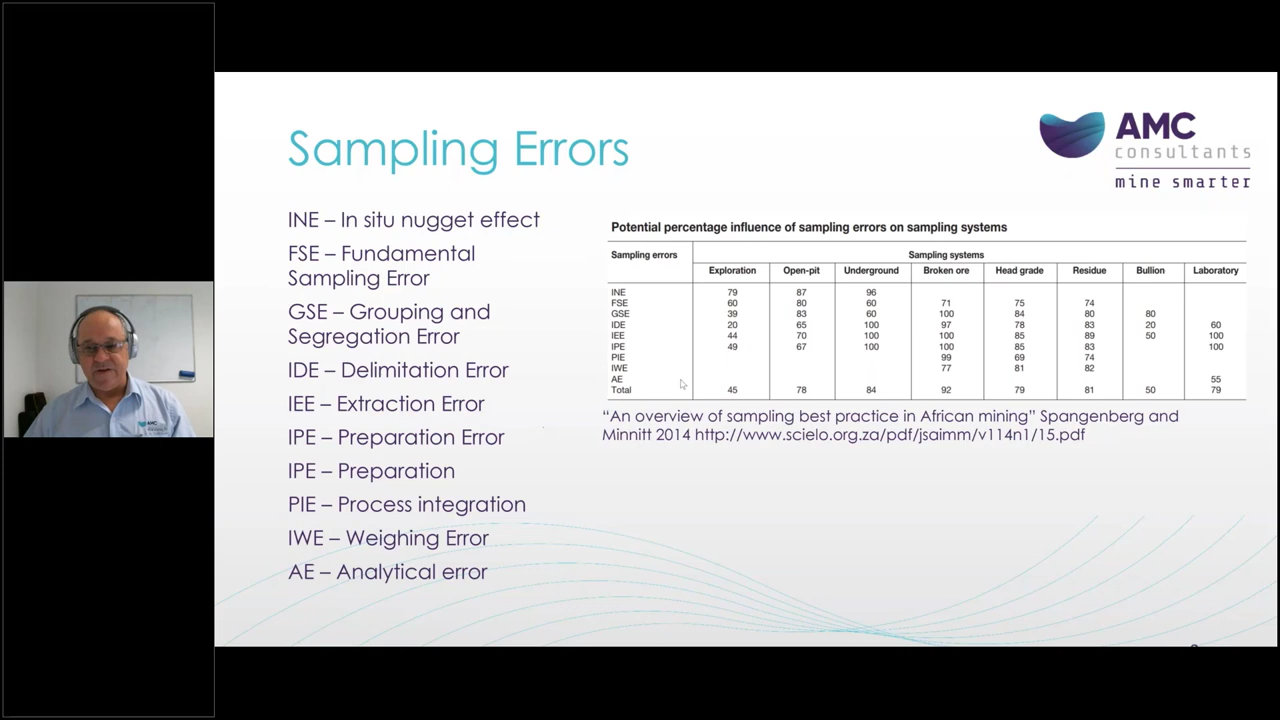 Sampling Errors
AMC
consultants
mine smarter
INE – In situ nugget effect
FSE – Fundamental
Sampling Error
GSE – Grouping and
Segregation Error
IDE – Delimitation Error
IEE – Extraction Error
IPE – Preparation Error
IPE – Preparation
PIE – Process integration
IWE – Weighing Error
AE – Analytical error
Potential percentage influence of sampling errors on sampling systems
Sampling errors Sampling systems
Exploration Open-pit Underground Broken ore Head grade Residue Bullion Laboratory
INE 79 87 96
FSE 60 80 60 71 75 74
GSE 39 83 60 100 84 80 80
IDE 20 65 100 97 78 83 20 60
IEE 44 70 100 100 85 89 50 100
IPE 49 67 100 100 85 83 100
PIE 99 69 74
IWE 77 81 82
AE 55
Total 45 78 84 92 79 81 50 79
“An overview of sampling best practice in African mining” Spangenberg and
Minnitt 2014 http://www.scielo.org.za/pdf/jsaimm/v114n1/15.pdf